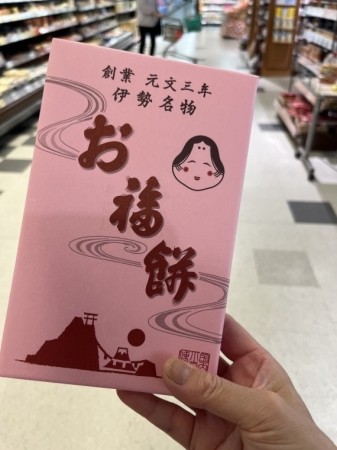 創業 元文三年
伊勢名物
お福餅